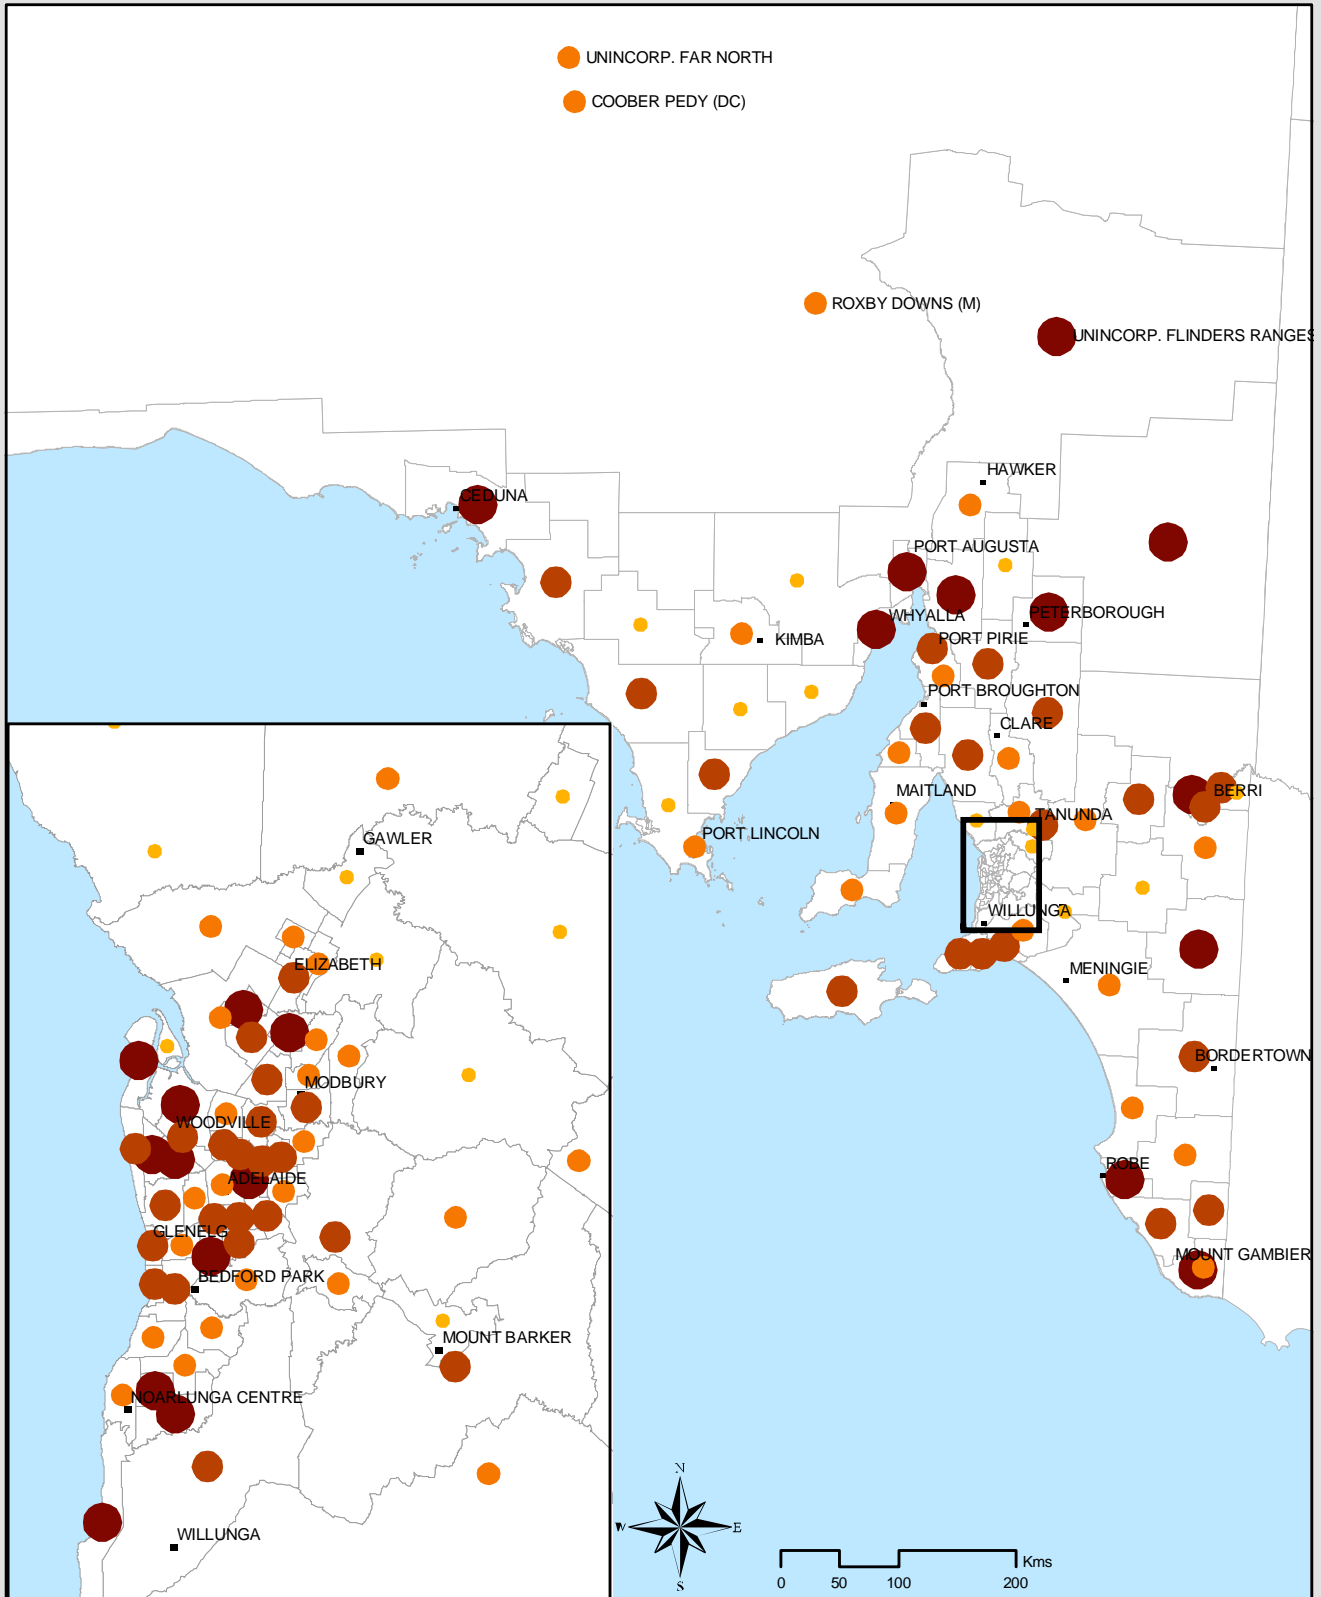 UNINCORP. FAR NORTH
COOBER PEDY (DC)
ROXBY DOWNS (M)
UNINCORP. FLINDERS RANGES
HAWKER
CEDUNA
PORT AUGUSTA
WHYALLA
PETERBOROUGH
KIMBA
PORT PIRIE
PORT BROUGHTON
CLARE
MAITLAND
BERRI
TANUNDA
PORT LINCOLN
WILLUNGA
MENINGIE
BORDERTOWN
ROBE
MOUNT GAMBIER
GAWLER
ELIZABETH
MODBURY
WOODVILLE
ADELAIDE
GLENELG
BEDFORD PARK
MOUNT BARKER
NOARLUNGA CENTRE
WILLUNGA
N
W
E
S
Kms
0 50 100 200